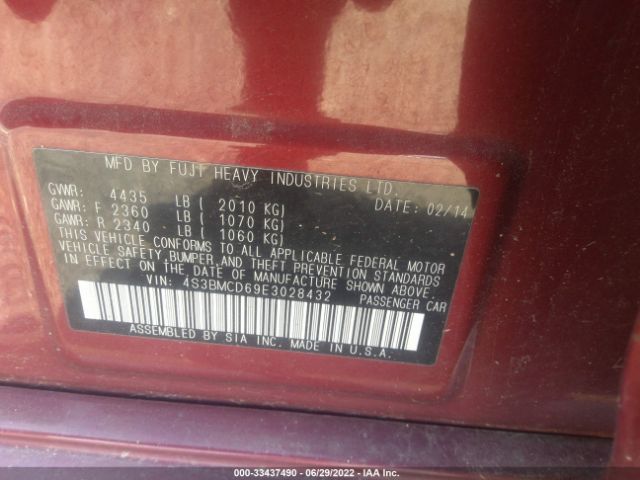 MFD BY FUJI HEAVY INDUSTRIES LTD.
GVWR: 4435 LB ( 2010 KG) DATE: 02/14
GAWR: F 2360 LB ( 1070 KG)
GAWR: R 2340 LB ( 1060 KG)
THIS VEHICLE CONFORMS TO ALL APPLICABLE FEDERAL MOTOR
VEHICLE SAFETY, BUMPER, AND THEFT PREVENTION STANDARDS
IN EFFECT ON THE DATE OF MANUFACTURE SHOWN ABOVE.
VIN: 4S3BMCD69E3028432 PASSENGER CAR
ASSEMBLED BY SIA INC. MADE IN U.S.A.
000-33437490 - 06/29/2022 - IAA Inc.